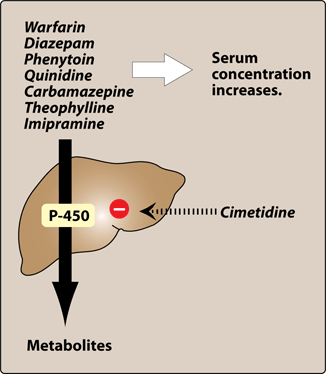 Warfarin
Diazepam
Phenytoin
Quinidine
Carbamazepine
Theophylline
Imipramine
Serum
concentration
increases.
P-450
Cimetidine
Metabolites